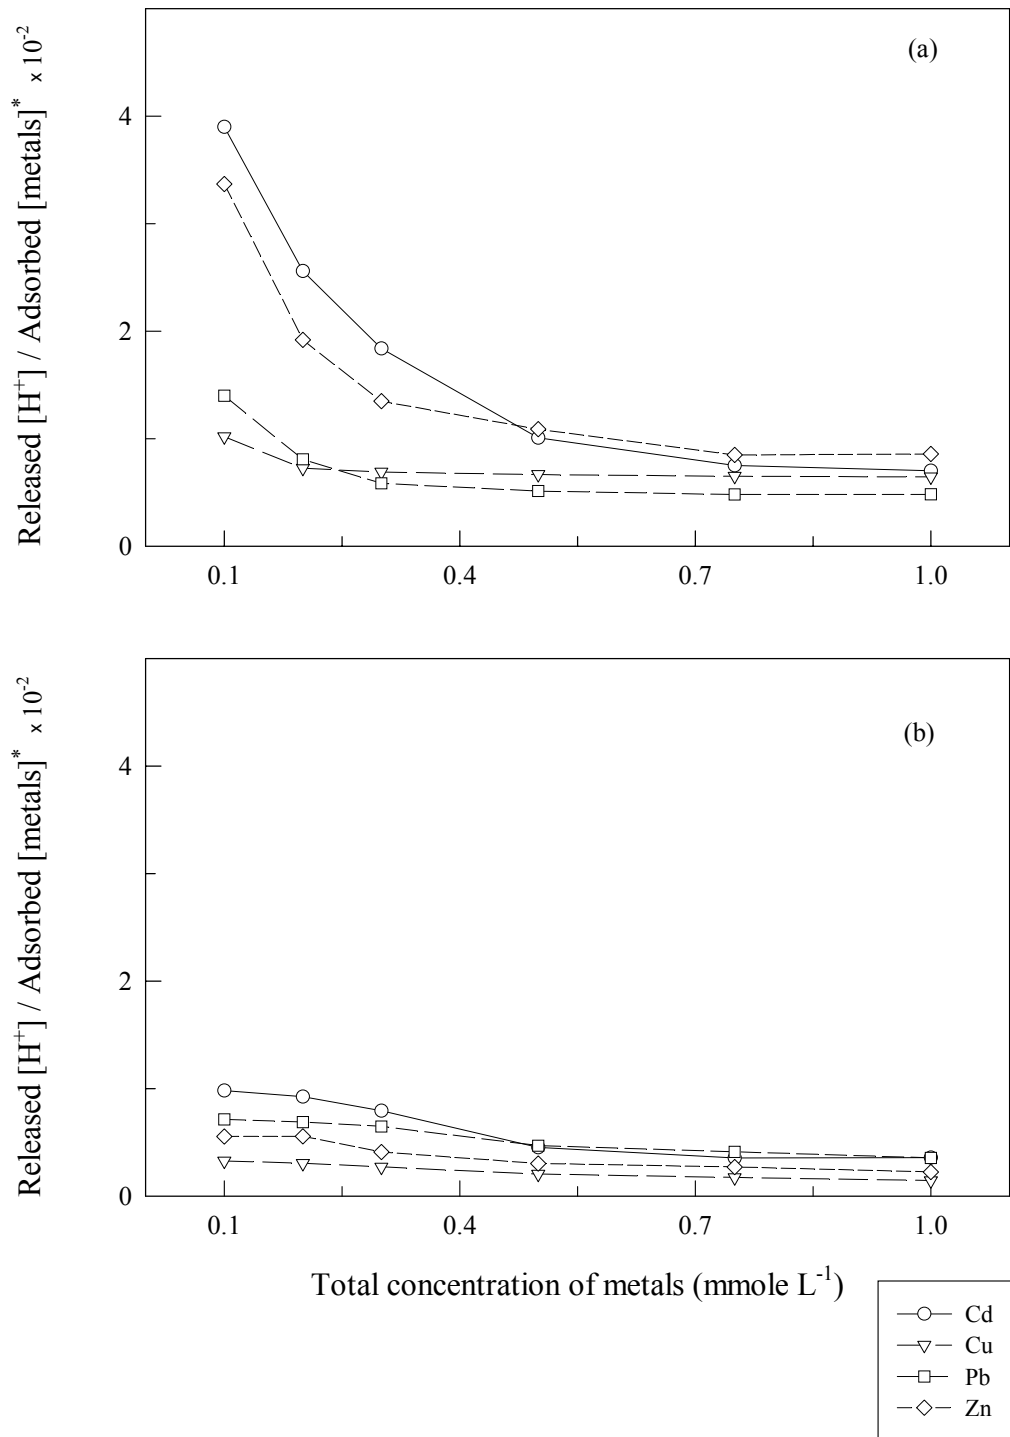 Released [H⁺] / Adsorbed [metals]* x 10⁻²
(a)
4
2
0
0.1 0.4 0.7 1.0
Released [H⁺] / Adsorbed [metals]* x 10⁻²
(b)
4
2
0
0.1 0.4 0.7 1.0
Total concentration of metals (mmole L⁻¹)
Cd
Cu
Pb
Zn